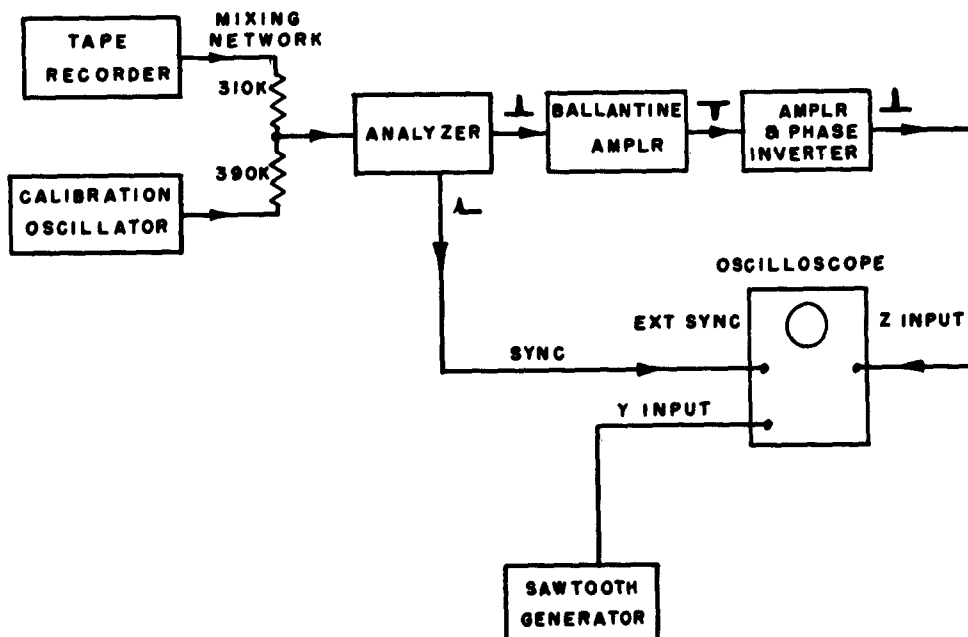 MIXING
NETWORK
TAPE
RECORDER
310K
390K
CALIBRATION
OSCILLATOR
ANALYZER
BALLANTINE
AMPLR
AMPLR
& PHASE
INVERTER
OSCILLOSCOPE
EXT SYNC
Z INPUT
SYNC
Y INPUT
SAWTOOTH
GENERATOR